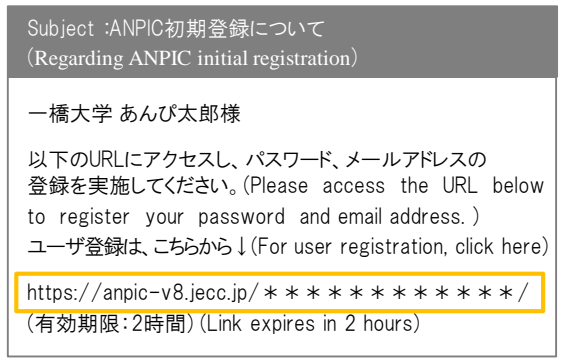 Subject :ANPIC初期登録について
(Regarding ANPIC initial registration)
一橋大学 あんぴ太郎様
以下のURLにアクセスし、パスワード、メールアドレスの
登録を実施してください。(Please access the URL below
to register your password and email address. )
ユーザ登録は、こちらから↓(For user registration, click here)
https://anpic-v8.jecc.jp/＊＊＊＊＊＊＊＊＊＊＊＊/
(有効期限:2時間)(Link expires in 2 hours)